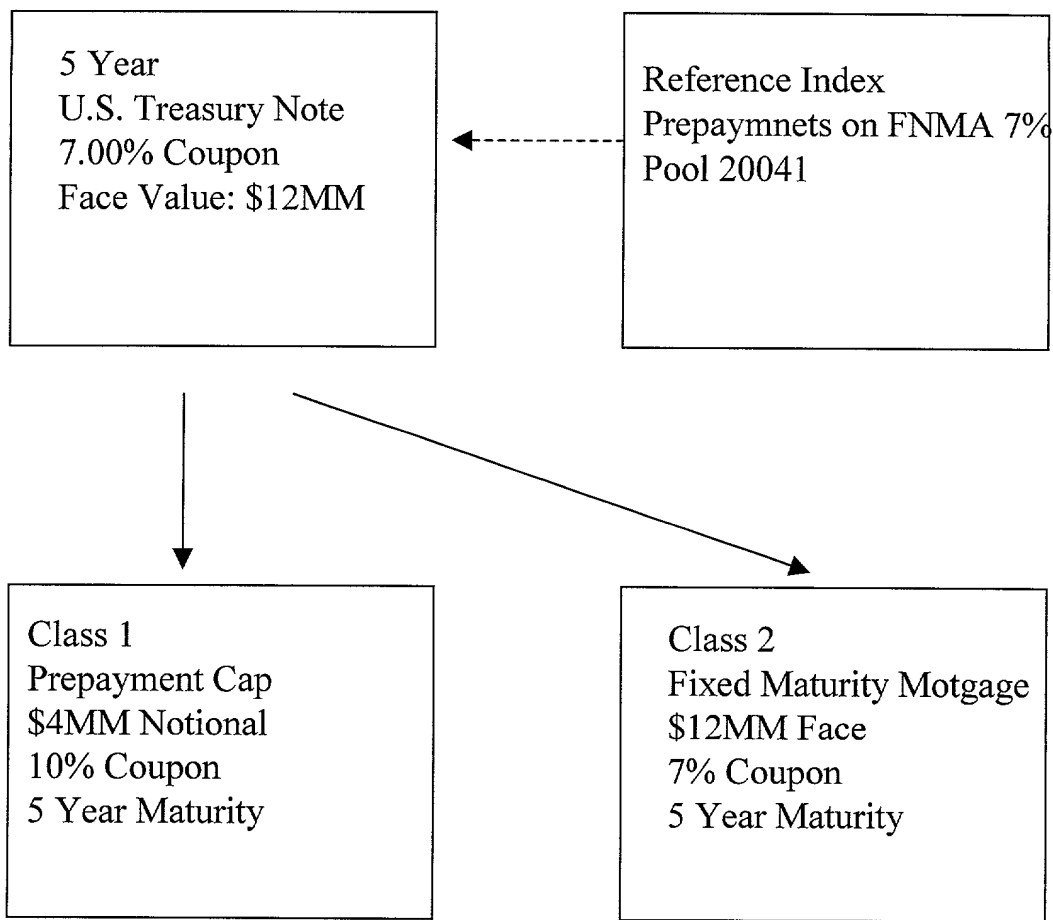 5 Year
U.S. Treasury Note
7.00% Coupon
Face Value: $12MM
Reference Index
Prepaymnets on FNMA 7%
Pool 20041
Class 1
Prepayment Cap
$4MM Notional
10% Coupon
5 Year Maturity
Class 2
Fixed Maturity Motgage
$12MM Face
7% Coupon
5 Year Maturity